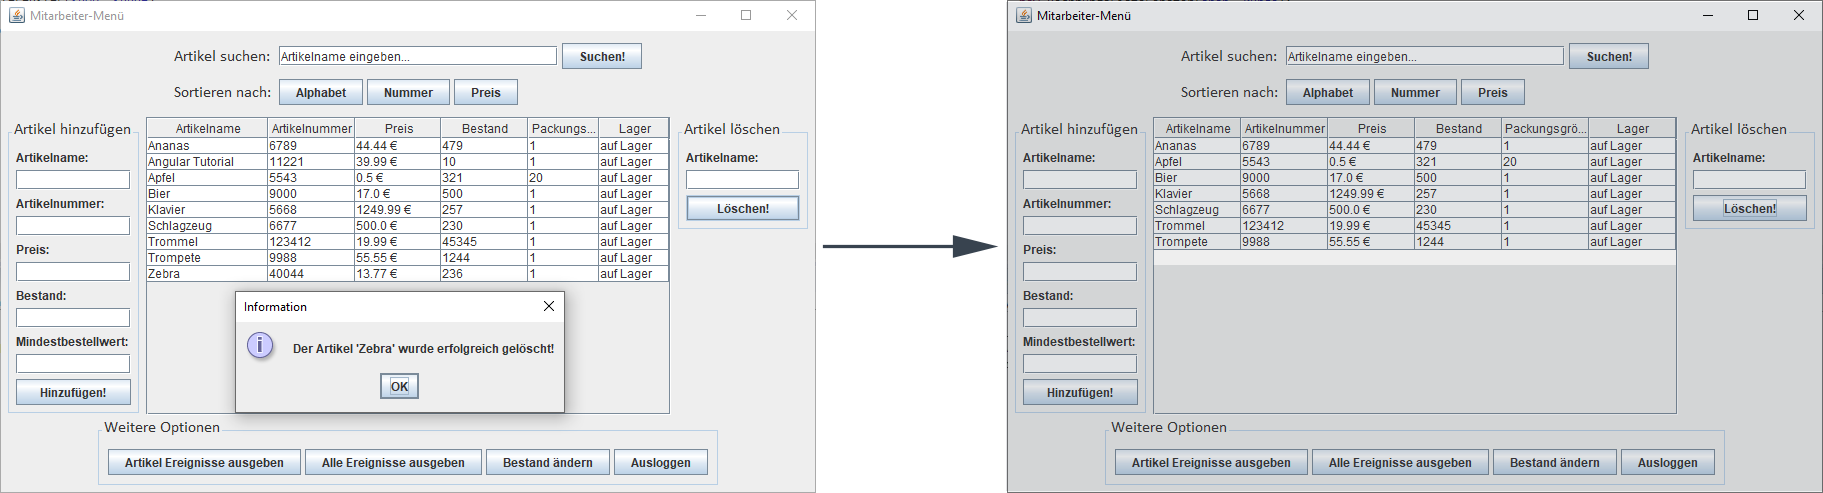 Mitarbeiter-Menü
Artikel suchen: Artikelname eingeben... Suchen!
Sortieren nach: Alphabet Nummer Preis
Artikel hinzufügen
Artikelname:
Artikelnummer:
Preis:
Bestand:
Mindestbestellwert:
Hinzufügen!
Artikelname Artikelnummer Preis Bestand Packungs... Lager
Ananas 6789 44.44 € 479 1 auf Lager
Angular Tutorial 11221 39.99 € 10 1 auf Lager
Apfel 5543 0.5 € 321 20 auf Lager
Bier 9000 17.0 € 500 1 auf Lager
Klavier 5668 1249.99 € 257 1 auf Lager
Schlagzeug 6677 500.0 € 230 1 auf Lager
Trommel 123412 19.99 € 45345 1 auf Lager
Trompete 9988 55.55 € 1244 1 auf Lager
Zebra 40044 13.77 € 236 1 auf Lager
Artikel löschen
Artikelname:
Löschen!
Information
Der Artikel 'Zebra' wurde erfolgreich gelöscht!
OK
Weitere Optionen
Artikel Ereignisse ausgeben Alle Ereignisse ausgeben Bestand ändern Ausloggen
Mitarbeiter-Menü
Artikel suchen: Artikelname eingeben... Suchen!
Sortieren nach: Alphabet Nummer Preis
Artikel hinzufügen
Artikelname:
Artikelnummer:
Preis:
Bestand:
Mindestbestellwert:
Hinzufügen!
Artikelname Artikelnummer Preis Bestand Packungsgrö... Lager
Ananas 6789 44.44 € 479 1 auf Lager
Apfel 5543 0.5 € 321 20 auf Lager
Bier 9000 17.0 € 500 1 auf Lager
Klavier 5668 1249.99 € 257 1 auf Lager
Schlagzeug 6677 500.0 € 230 1 auf Lager
Trommel 123412 19.99 € 45345 1 auf Lager
Trompete 9988 55.55 € 1244 1 auf Lager
Artikel löschen
Artikelname:
Löschen!
Weitere Optionen
Artikel Ereignisse ausgeben Alle Ereignisse ausgeben Bestand ändern Ausloggen